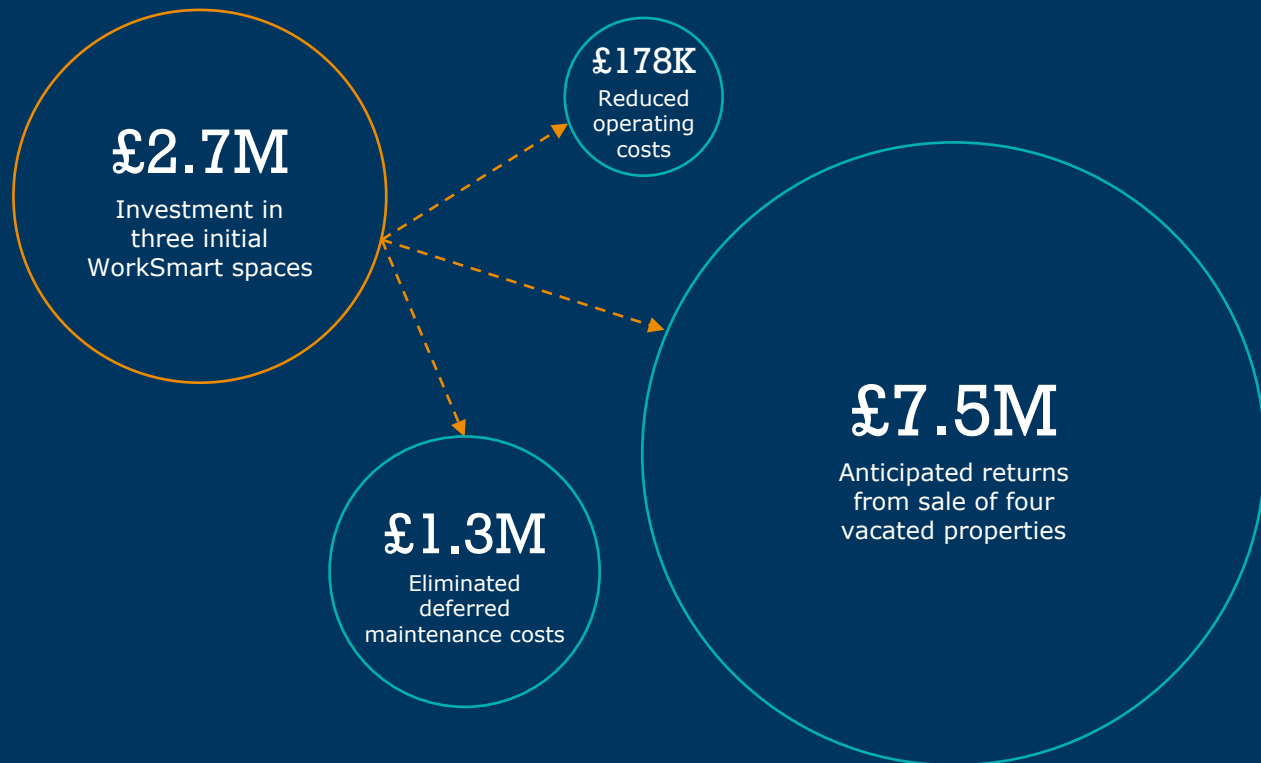 £2.7M
Investment in
three initial
WorkSmart spaces
£178K
Reduced
operating
costs
£7.5M
Anticipated returns
from sale of four
vacated properties
£1.3M
Eliminated
deferred
maintenance costs